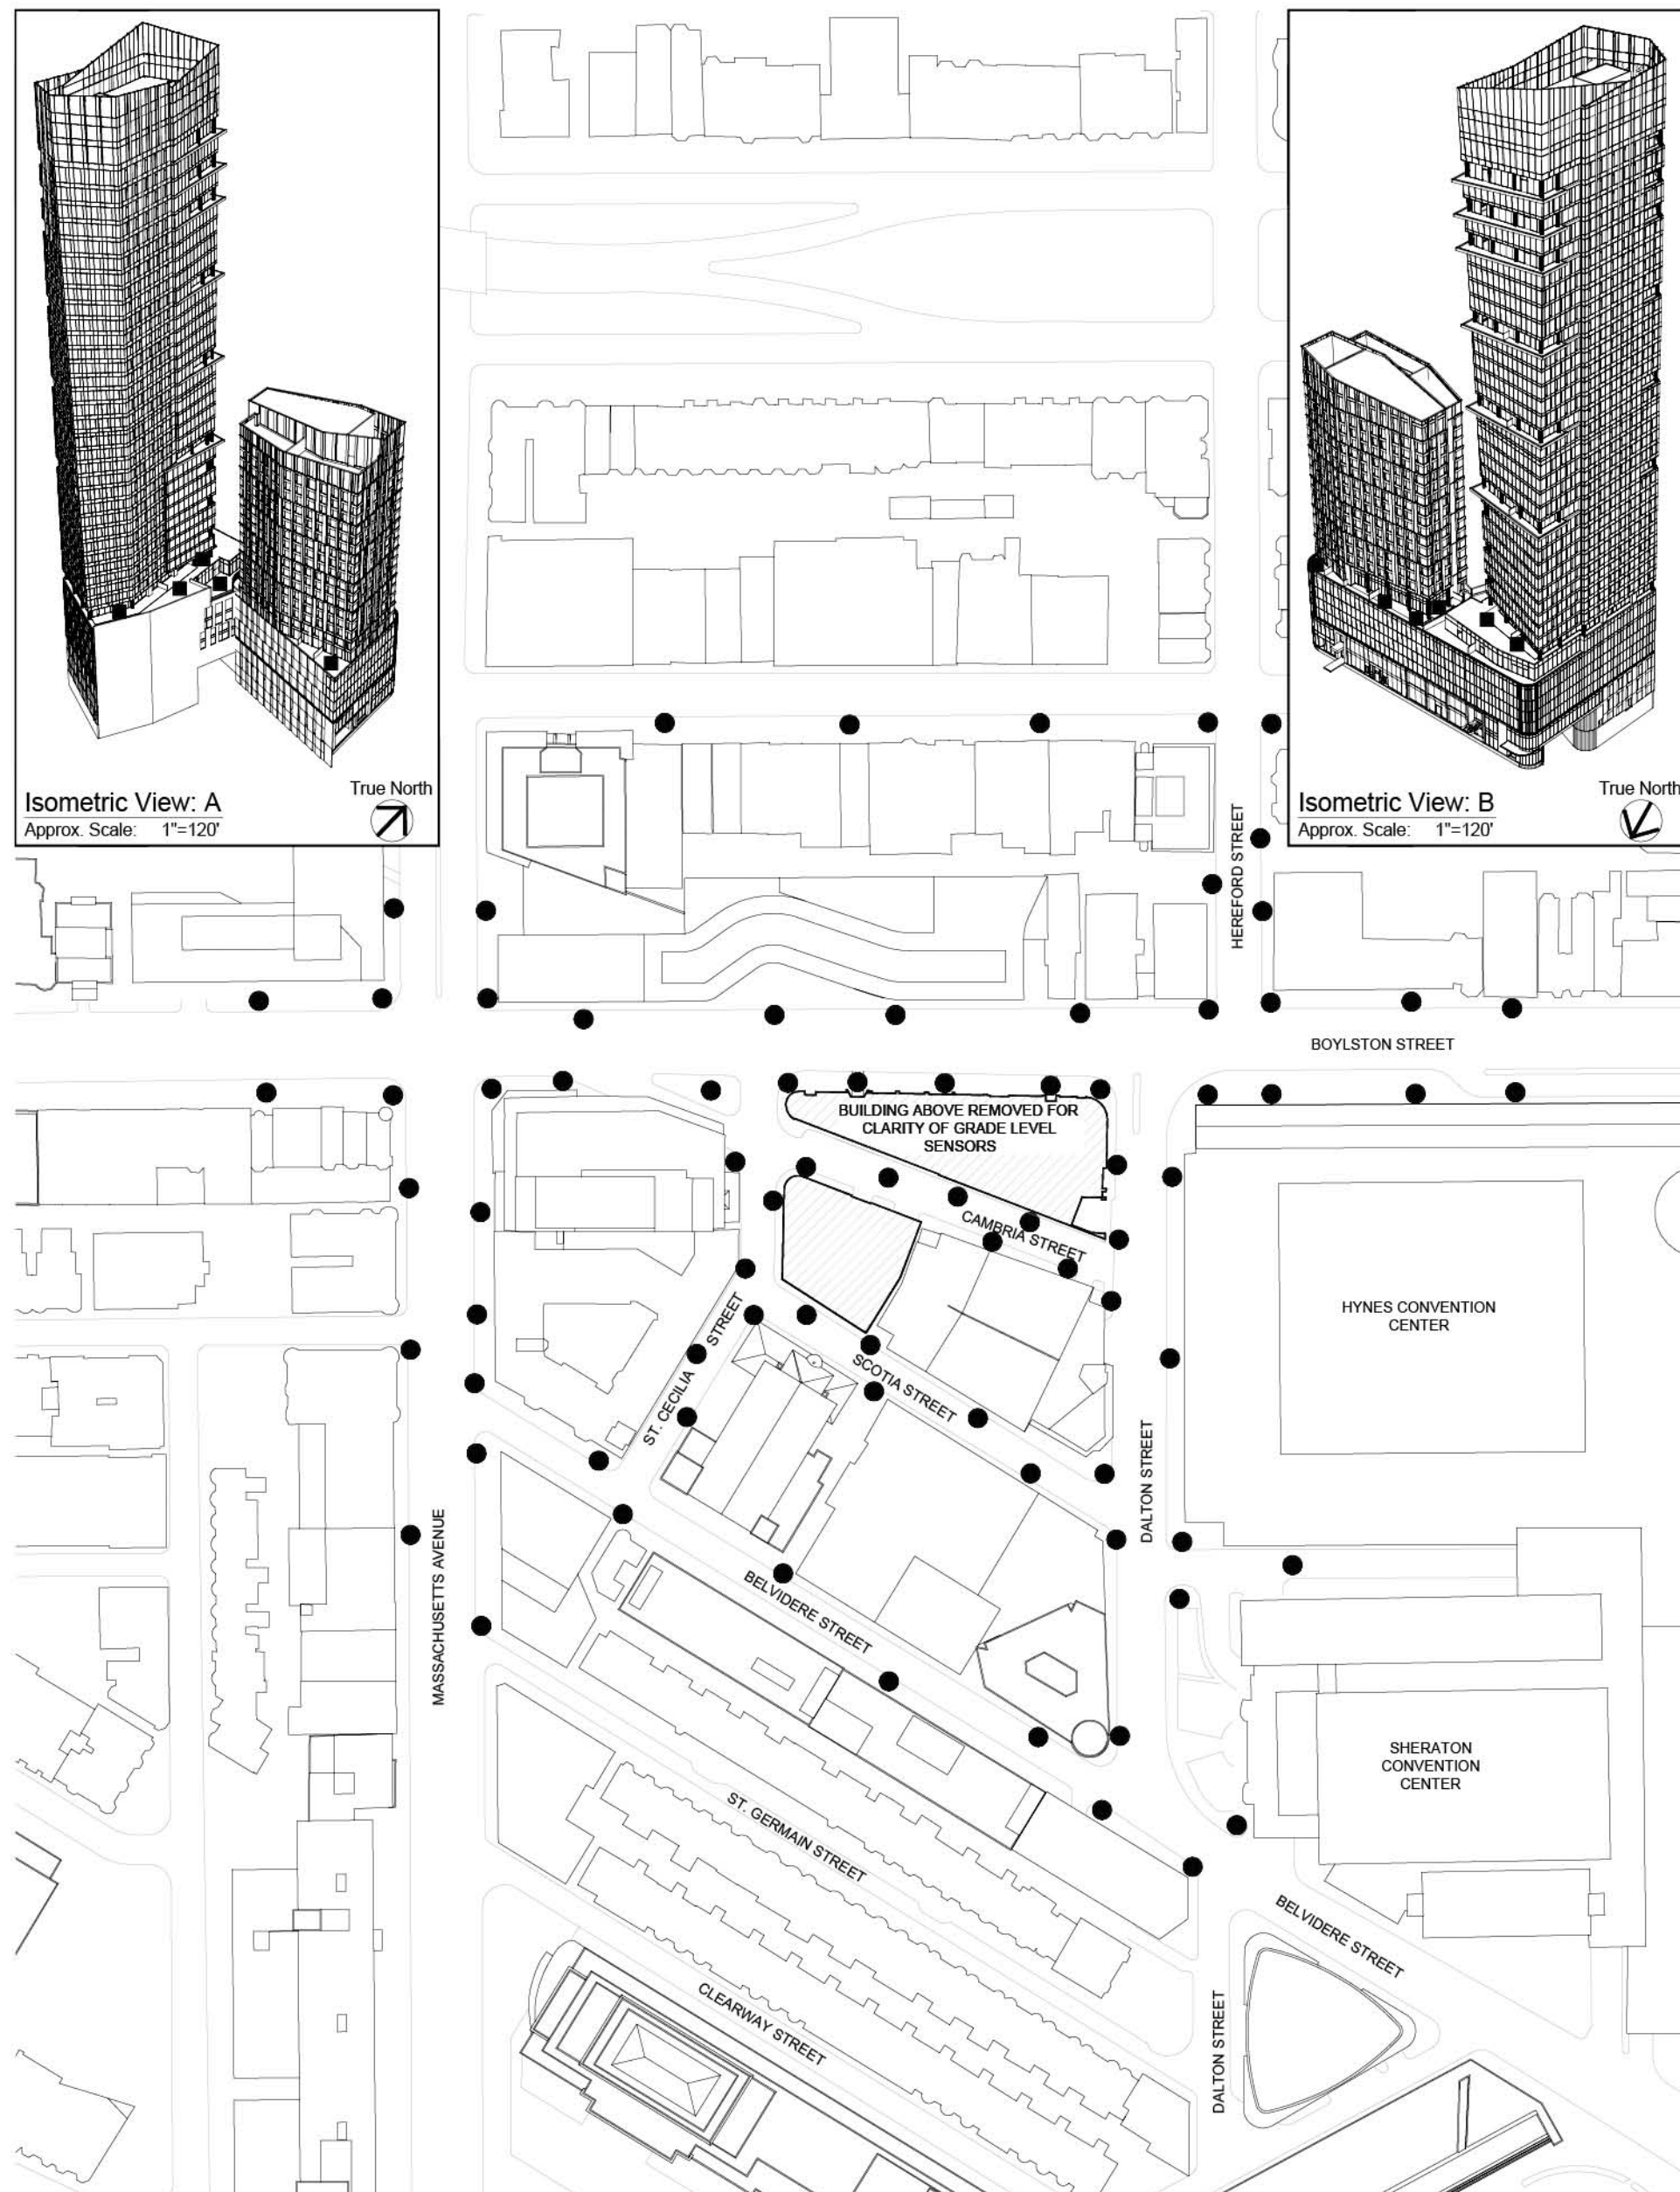 Isometric View: A
Approx. Scale: 1"=120'
True North
Isometric View: B
Approx. Scale: 1"=120'
True North
HEREFORD STREET
BOYLSTON STREET
BUILDING ABOVE REMOVED FOR
CLARITY OF GRADE LEVEL
SENSORS
CAMBRIA STREET
HYNES CONVENTION
CENTER
ST. CECILIA STREET
SCOTIA STREET
DALTON STREET
MASSACHUSETTS AVENUE
BELVIDERE STREET
SHERATON
CONVENTION
CENTER
ST. GERMAIN STREET
BELVIDERE STREET
CLEARWAY STREET
DALTON STREET